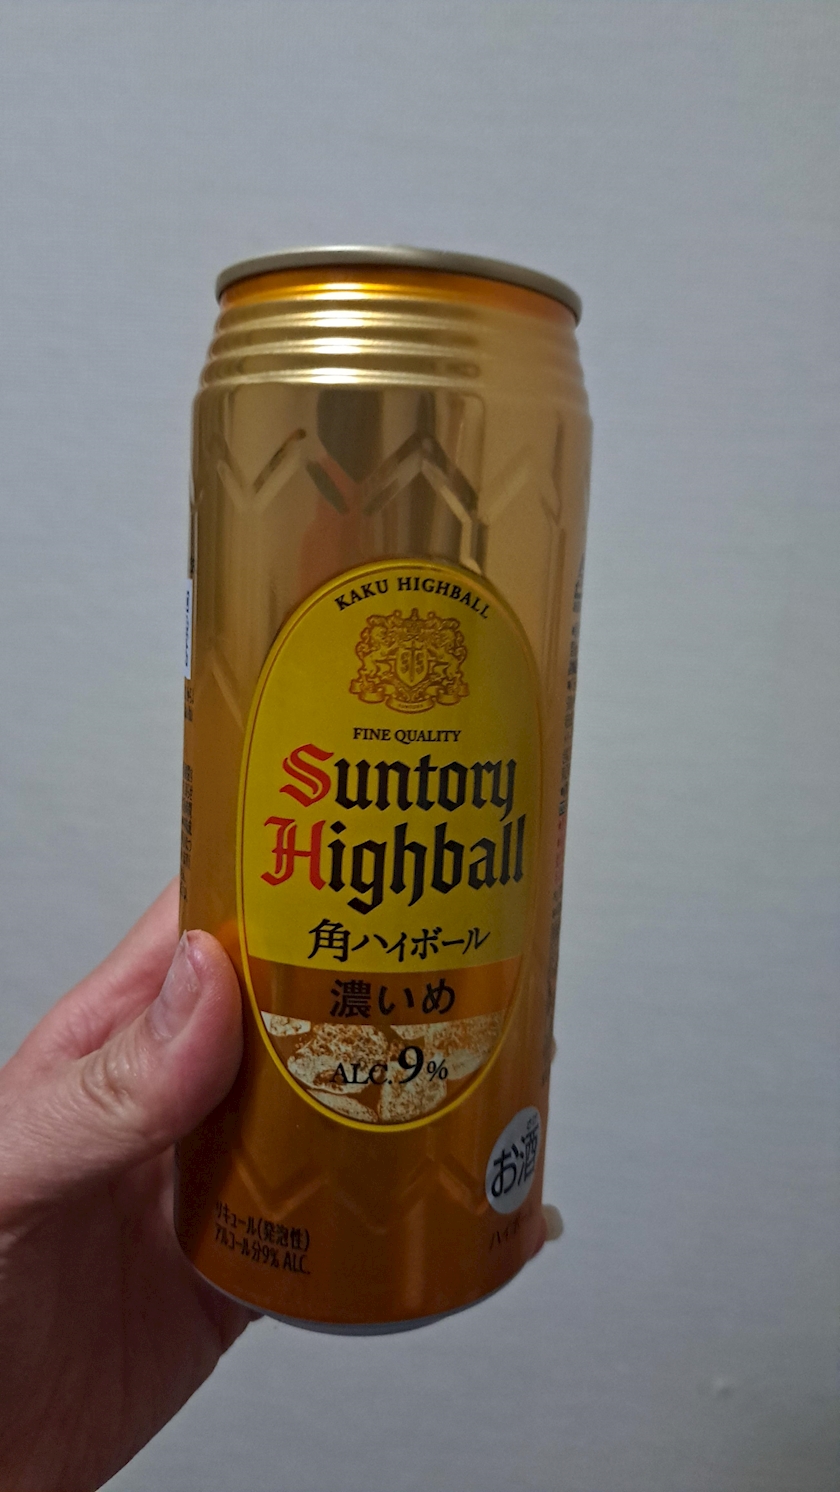 KAKU HIGHBALL
FINE QUALITY
Suntory
Highball
角ハイボール
濃いめ
ALC.9%
お酒
リキュール(発泡性)
アルコール分9% ALC.